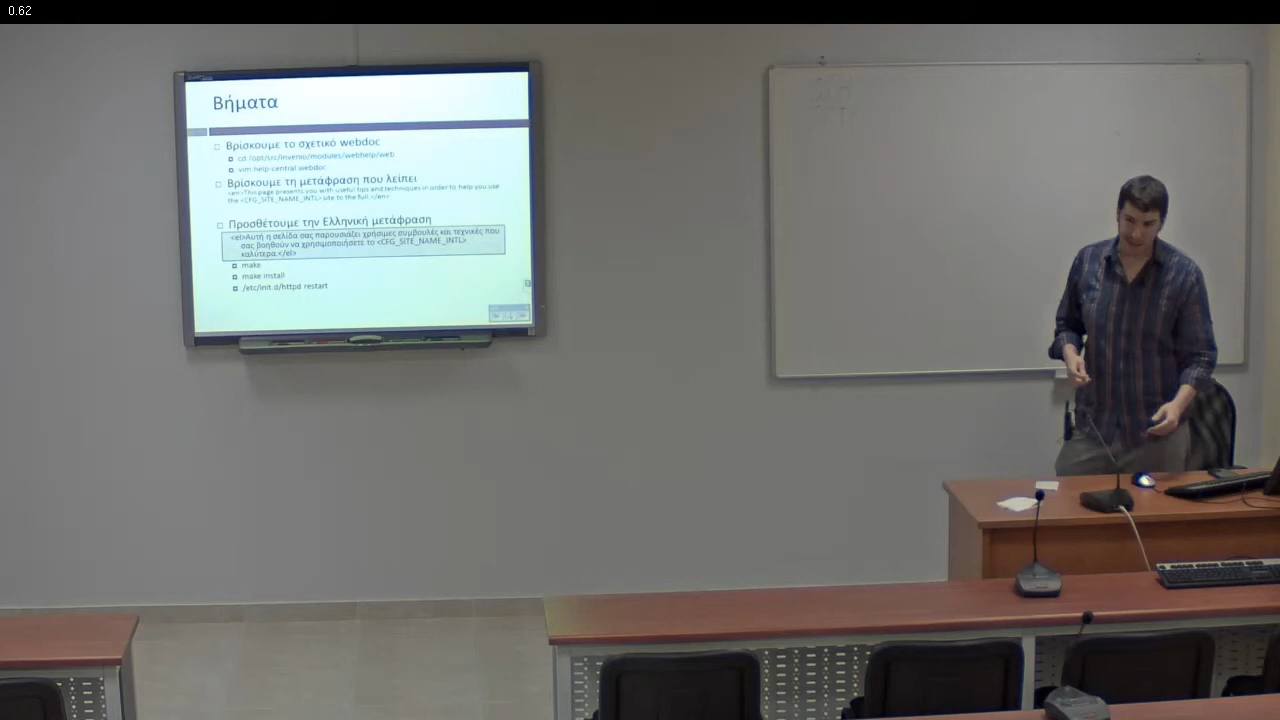 0.62
Βήματα
Βρίσκουμε το σχετικό webdoc
cd /opt/src/invenio/modules/webhelp/web
vim help-central.webdoc
Βρίσκουμε τη μετάφραση που λείπει
<en>This page presents you with useful tips and techniques in order to help you use
the <CFG_SITE_NAME_INTL> site to the full.</en>
Προσθέτουμε την Ελληνική μετάφραση
<el>Αυτή η σελίδα σας παρουσιάζει χρήσιμες συμβουλές και τεχνικές που
σας βοηθούν να χρησιμοποιήσετε το <CFG_SITE_NAME_INTL>
καλύτερα.</el>
make
make install
/etc/init.d/httpd restart